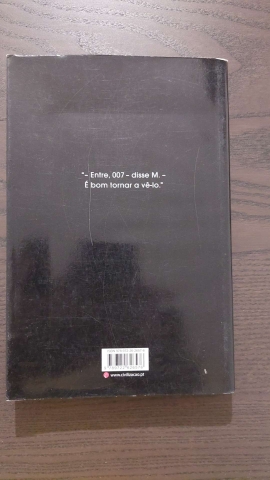 “– Entre, 007 – disse M. –
É bom tornar a vê-lo.”
www.civilizacao.pt